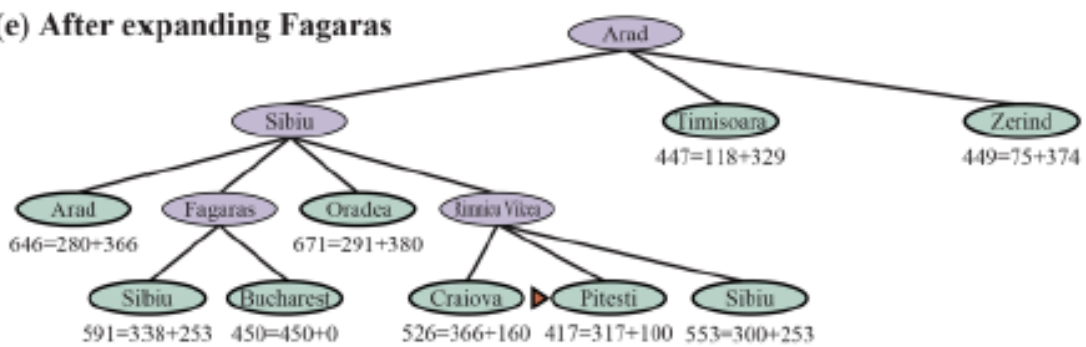 (e) After expanding Fagaras
Arad
Sibiu
Timisoara
Zerind
447=118+329
449=75+374
Arad
Fagaras
Oradea
Rimnicu Vilcea
646=280+366
671=291+380
Sibiu
Bucharest
Craiova
Pitesti
Sibiu
591=338+253
450=450+0
526=366+160
417=317+100
553=300+253